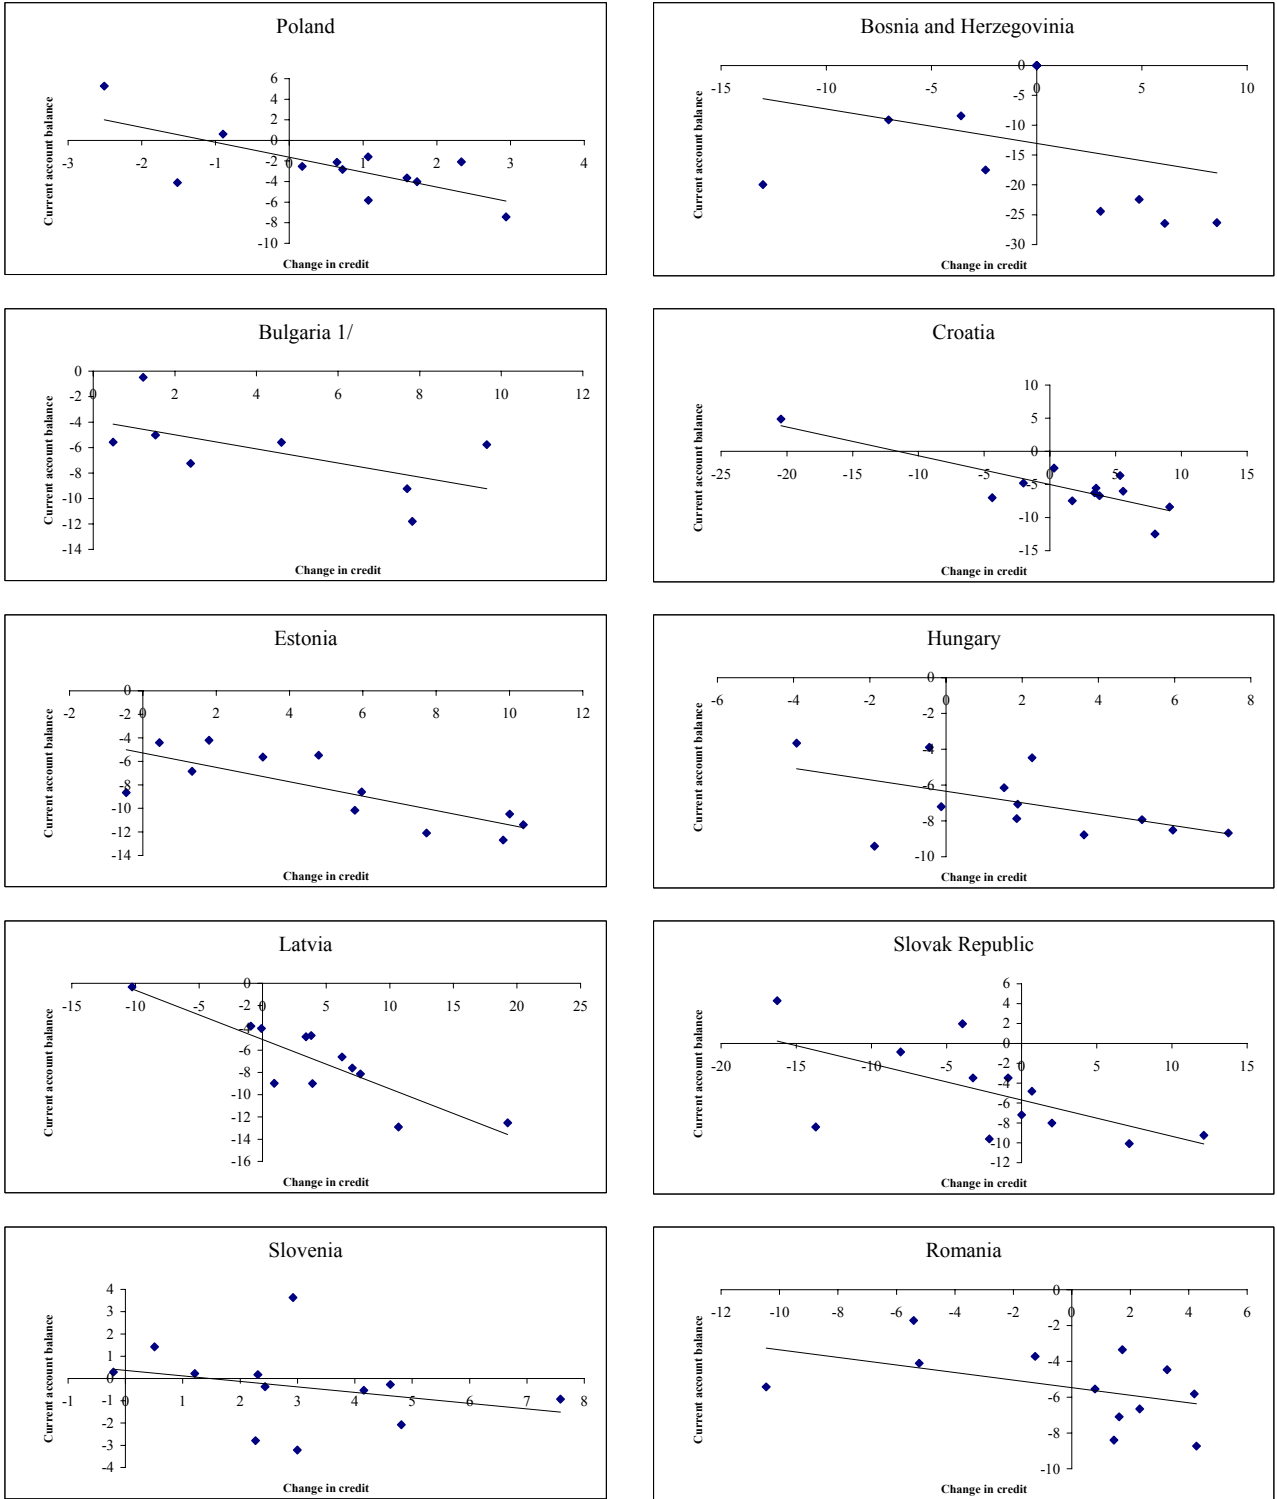 Poland
Current account balance
6
4
2
0
-2
-4
-6
-8
-10
-3 -2 -1 0 1 2 3 4
Change in credit
Bosnia and Herzegovinia
Current account balance
0
-5
-10
-15
-20
-25
-30
-15 -10 -5 0 5 10
Change in credit
Bulgaria 1/
Current account balance
0
-2
-4
-6
-8
-10
-12
-14
0 2 4 6 8 10 12
Change in credit
Croatia
Current account balance
10
5
0
-5
-10
-15
-25 -20 -15 -10 -5 0 5 10 15
Change in credit
Estonia
Current account balance
0
-2
-4
-6
-8
-10
-12
-14
-2 0 2 4 6 8 10 12
Change in credit
Hungary
Current account balance
0
-2
-4
-6
-8
-10
-6 -4 -2 0 2 4 6 8
Change in credit
Latvia
Current account balance
0
-2
-4
-6
-8
-10
-12
-14
-16
-15 -10 -5 0 5 10 15 20 25
Change in credit
Slovak Republic
Current account balance
6
4
2
0
-2
-4
-6
-8
-10
-12
-20 -15 -10 -5 0 5 10 15
Change in credit
Slovenia
Current account balance
4
3
2
1
0
-1
-2
-3
-4
-1 0 1 2 3 4 5 6 7 8
Change in credit
Romania
Current account balance
0
-2
-4
-6
-8
-10
-12 -10 -8 -6 -4 -2 0 2 4 6
Change in credit